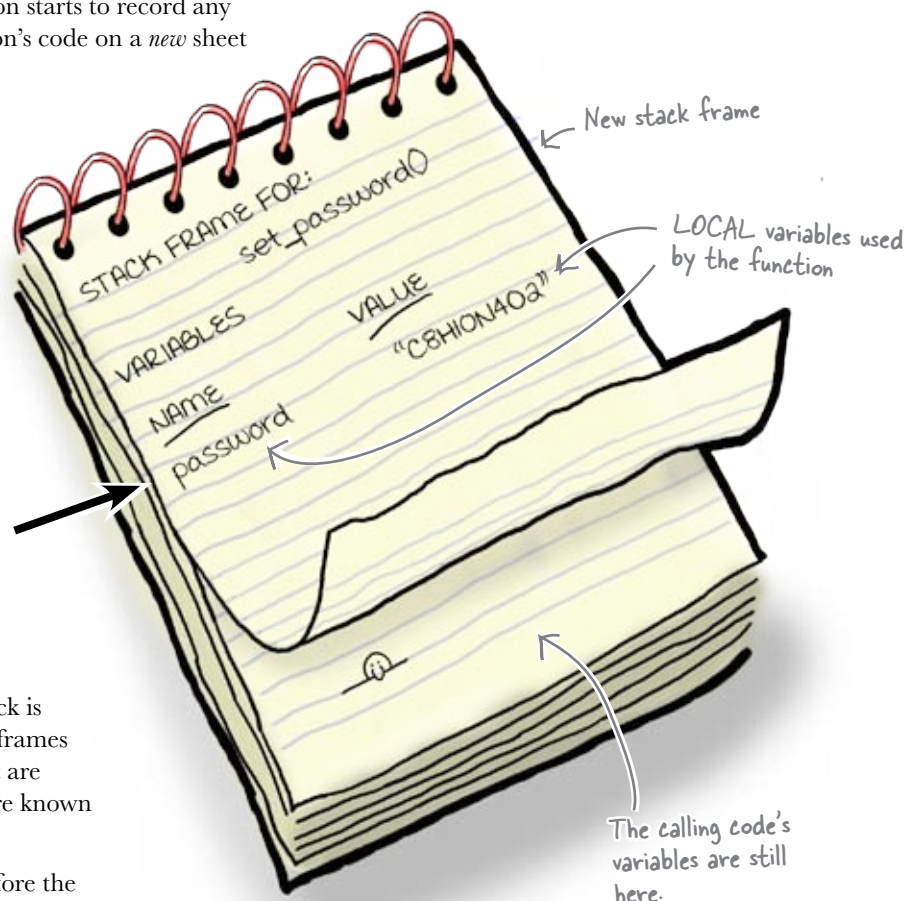 on starts to record any
on's code on a new sheet
New stack frame
STACK FRAME FOR:
set_password()
LOCAL variables used
by the function
VARIABLES
VALUE
"C8H10N4O2"
NAME
password
ck is
frames
t are
re known
fore the
The calling code's
variables are still
here.